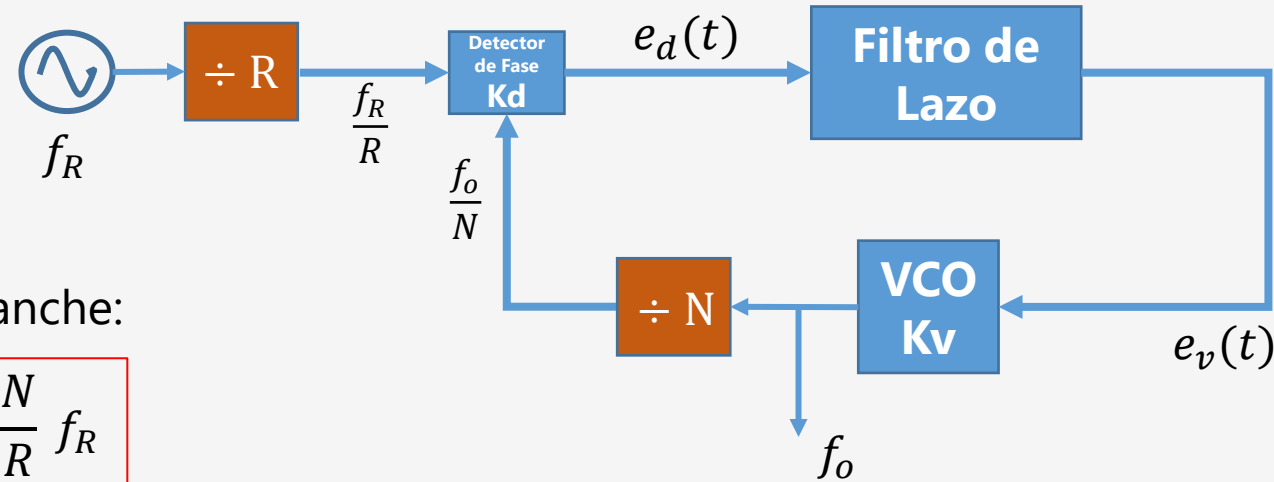 ÷ R
Detector
de Fase
Kd
e_d(t)
Filtro de
Lazo
f_R
f_R/R
f_o/N
anche:
N/R f_R
÷ N
VCO
Kv
e_v(t)
f_o